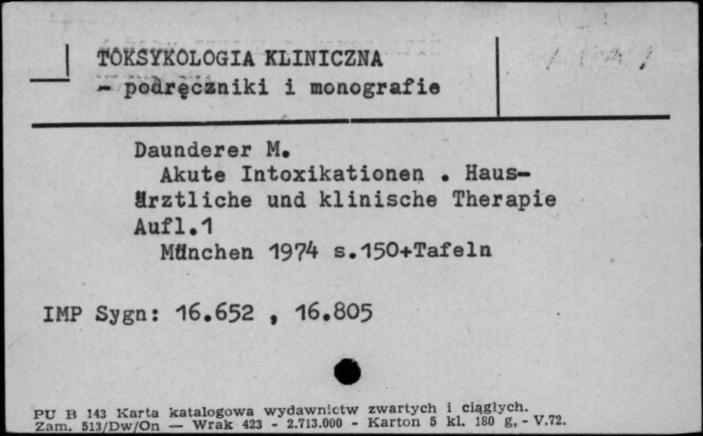 TOKSYKOLOGIA KLINICZNA
- podręczniki i monografie
Daunderer M.
Akute Intoxikationen . Haus-
ärztliche und klinische Therapie
Aufl.1
München 1974 s.150+Tafeln
IMP Sygn: 16.652 , 16.805
PU B 143 Karta katalogowa wydawnictw zwartych i ciągłych.
Zam. 513/Dw/On — Wrak 423 - 2.713.000 - Karton 5 kl. 180 g, - V.72.